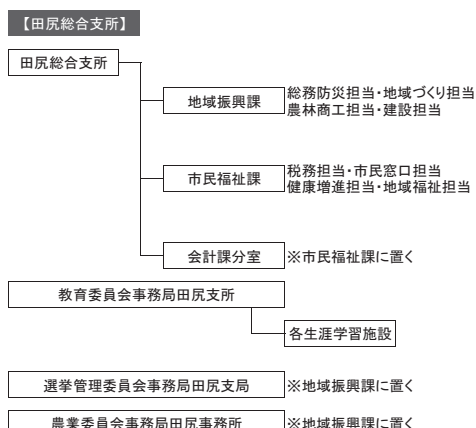 【田尻総合支所】
田尻総合支所
地域振興課
総務防災担当・地域づくり担当
農林商工担当・建設担当
市民福祉課
税務担当・市民窓口担当
健康増進担当・地域福祉担当
会計課分室
※市民福祉課に置く
教育委員会事務局田尻支所
各生涯学習施設
選挙管理委員会事務局田尻支局
※地域振興課に置く
農業委員会事務局田尻事務所
※地域振興課に置く